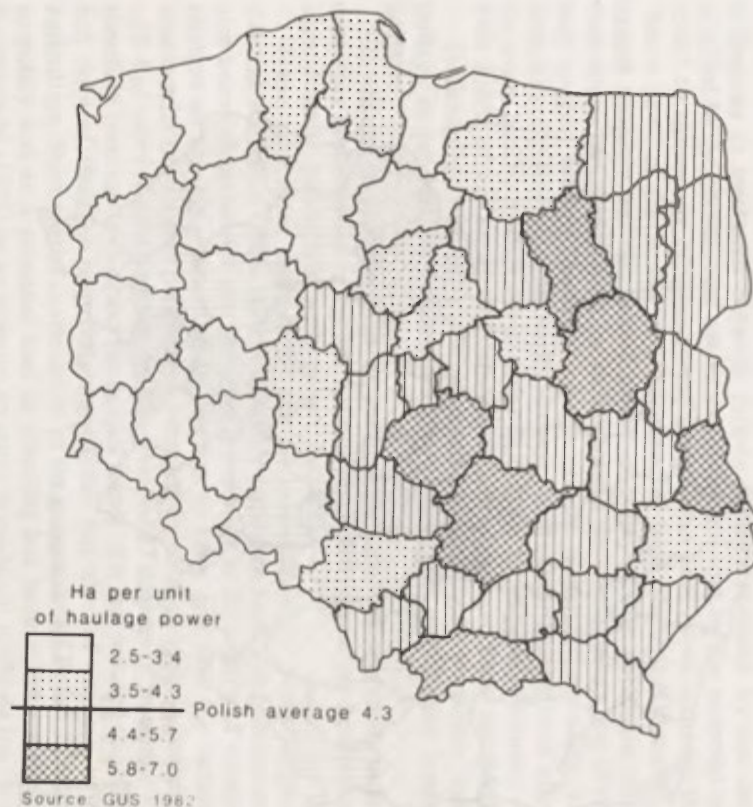 Ha per unit
of haulage power
2.5-3.4
3.5-4.3
Polish average 4.3
4.4-5.7
5.8-7.0
Source: GUS 1982